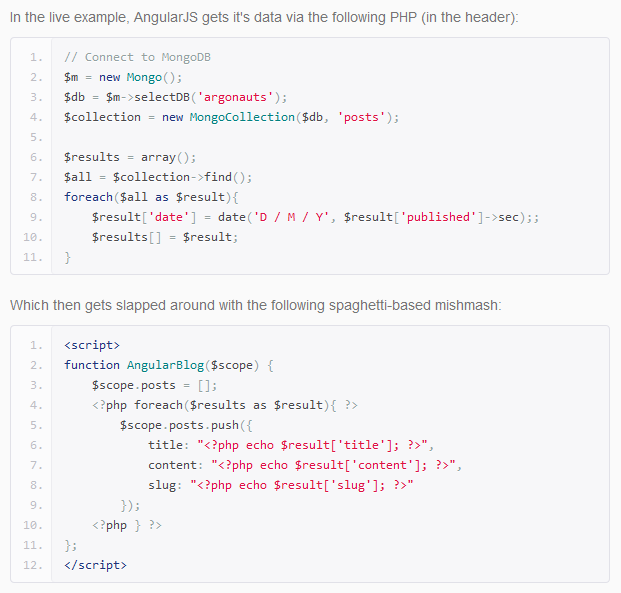 In the live example, AngularJS gets it's data via the following PHP (in the header):
1. // Connect to MongoDB
2. $m = new Mongo();
3. $db = $m->selectDB('argonauts');
4. $collection = new MongoCollection($db, 'posts');
5.
6. $results = array();
7. $all = $collection->find();
8. foreach($all as $result){
9. $result['date'] = date('D / M / Y', $result['published']->sec);;
10. $results[] = $result;
11. }
Which then gets slapped around with the following spaghetti-based mishmash:
1. <script>
2. function AngularBlog($scope) {
3. $scope.posts = [];
4. <?php foreach($results as $result){ ?>
5. $scope.posts.push({
6. title: "<?php echo $result['title']; ?>",
7. content: "<?php echo $result['content']; ?>",
8. slug: "<?php echo $result['slug']; ?>"
9. });
10. <?php } ?>
11. };
12. </script>